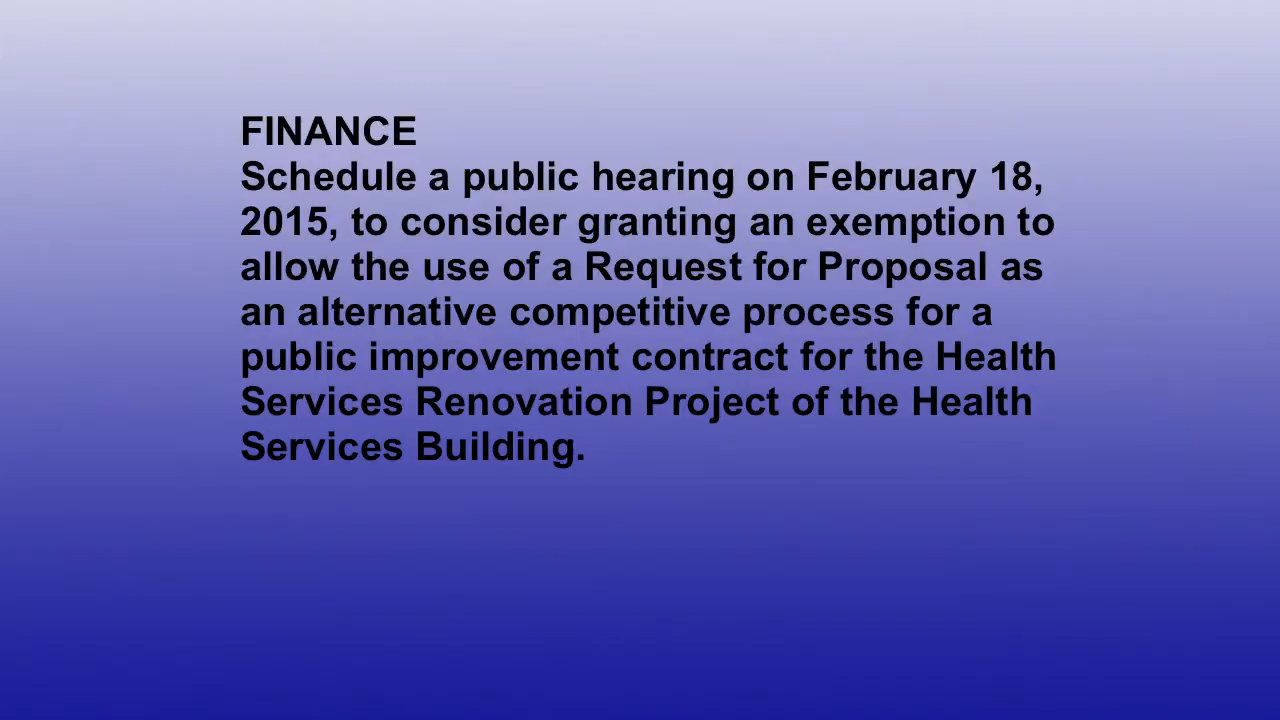 FINANCE
Schedule a public hearing on February 18,
2015, to consider granting an exemption to
allow the use of a Request for Proposal as
an alternative competitive process for a
public improvement contract for the Health
Services Renovation Project of the Health
Services Building.